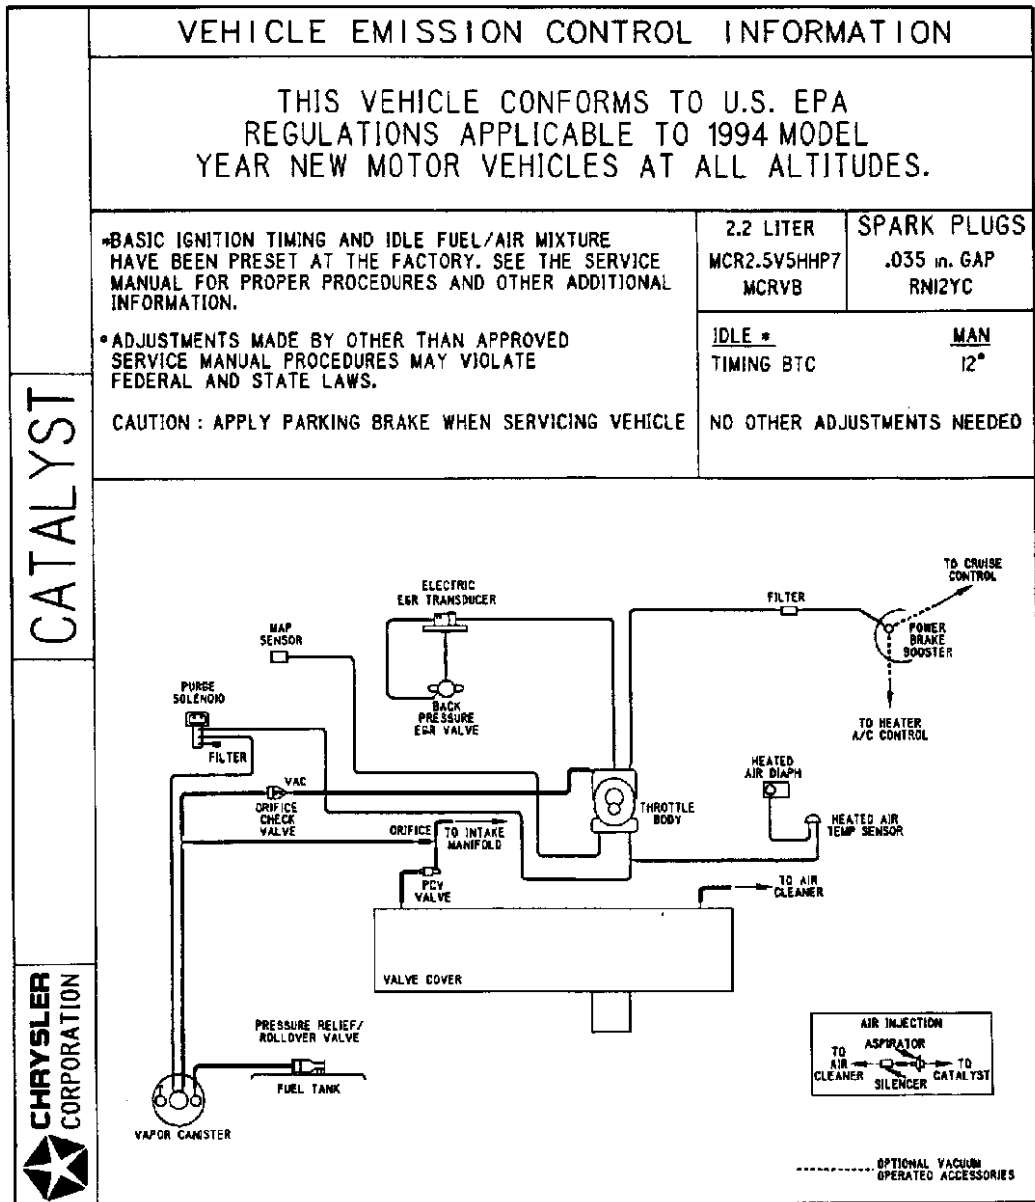 VEHICLE EMISSION CONTROL INFORMATION
THIS VEHICLE CONFORMS TO U.S. EPA
REGULATIONS APPLICABLE TO 1994 MODEL
YEAR NEW MOTOR VEHICLES AT ALL ALTITUDES.
*BASIC IGNITION TIMING AND IDLE FUEL/AIR MIXTURE
HAVE BEEN PRESET AT THE FACTORY. SEE THE SERVICE
MANUAL FOR PROPER PROCEDURES AND OTHER ADDITIONAL
INFORMATION.
•ADJUSTMENTS MADE BY OTHER THAN APPROVED
SERVICE MANUAL PROCEDURES MAY VIOLATE
FEDERAL AND STATE LAWS.
CAUTION : APPLY PARKING BRAKE WHEN SERVICING VEHICLE
2.2 LITER
MCR2.5V5HHP7
MCRVB
SPARK PLUGS
.035 in. GAP
RN12YC
IDLE * MAN
TIMING BTC 12°
NO OTHER ADJUSTMENTS NEEDED
CATALYST
CHRYSLER
CORPORATION
TO CRUISE
CONTROL
ELECTRIC
EGR TRANSDUCER
FILTER
MAP
SENSOR
POWER
BRAKE
BOOSTER
PURGE
SOLENOID
BACK
PRESSURE
EGR VALVE
TO HEATER
A/C CONTROL
FILTER
HEATED
AIR DIAPH
VAC
ORIFICE
CHECK
VALVE
THROTTLE
BODY
HEATED AIR
TEMP SENSOR
ORIFICE
TO INTAKE
MANIFOLD
PCV
VALVE
TO AIR
CLEANER
VALVE COVER
PRESSURE RELIEF/
ROLLOVER VALVE
FUEL TANK
VAPOR CANISTER
AIR INJECTION
ASPIRATOR
TO
AIR
CLEANER
SILENCER
TO
CATALYST
OPTIONAL VACUUM
OPERATED ACCESSORIES